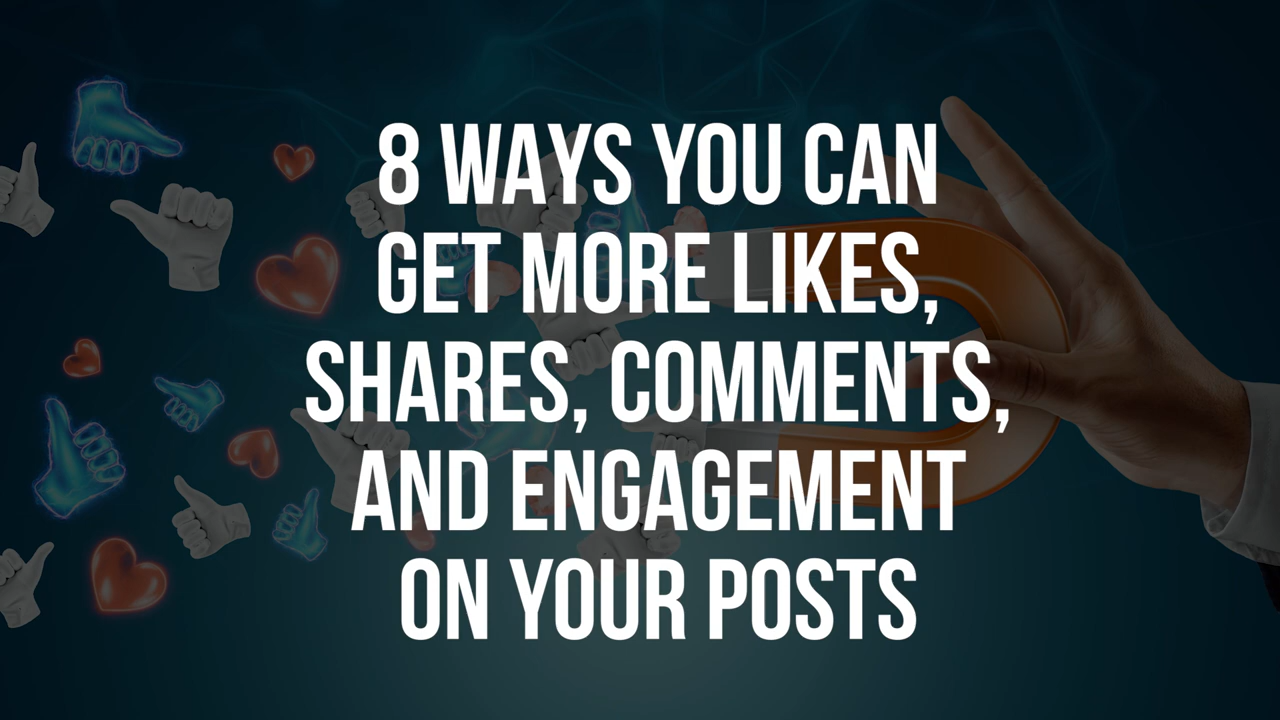 8 WAYS YOU CAN
GET MORE LIKES,
SHARES, COMMENTS,
AND ENGAGEMENT
ON YOUR POSTS